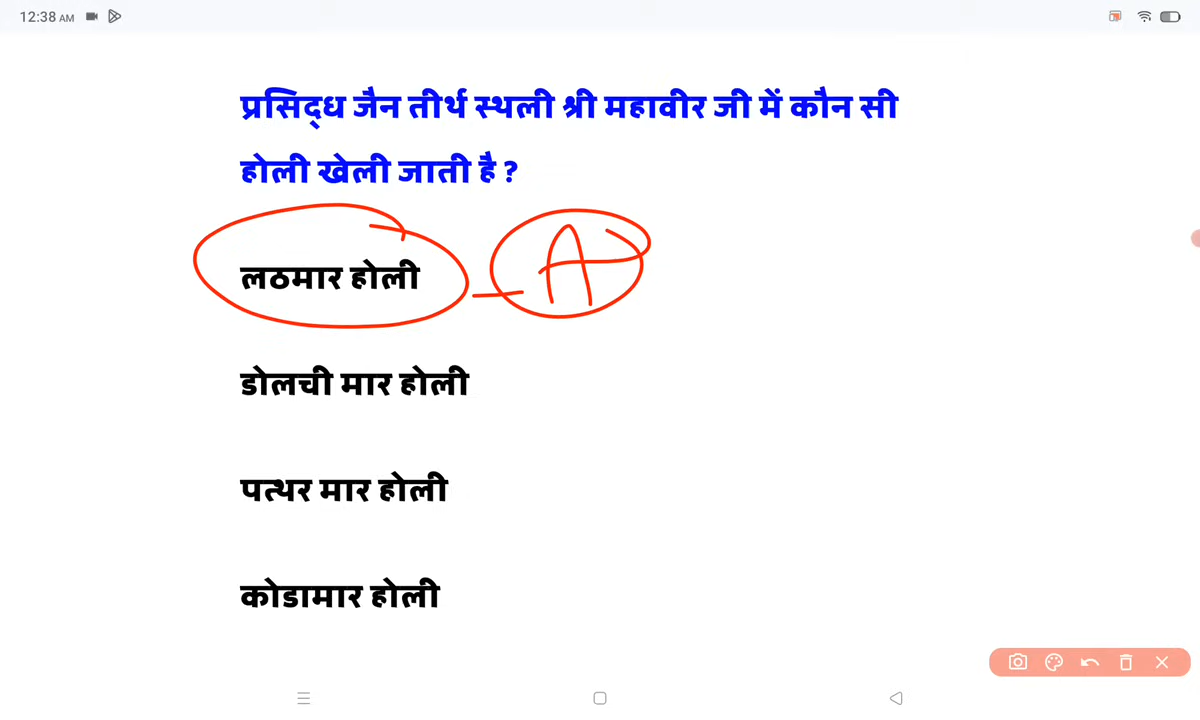 12:38 AM
प्रसिद्ध जैन तीर्थ स्थली श्री महावीर जी में कौन सी
होली खेली जाती है ?
लठमार होली - A
डोलची मार होली
पत्थर मार होली
कोडामार होली